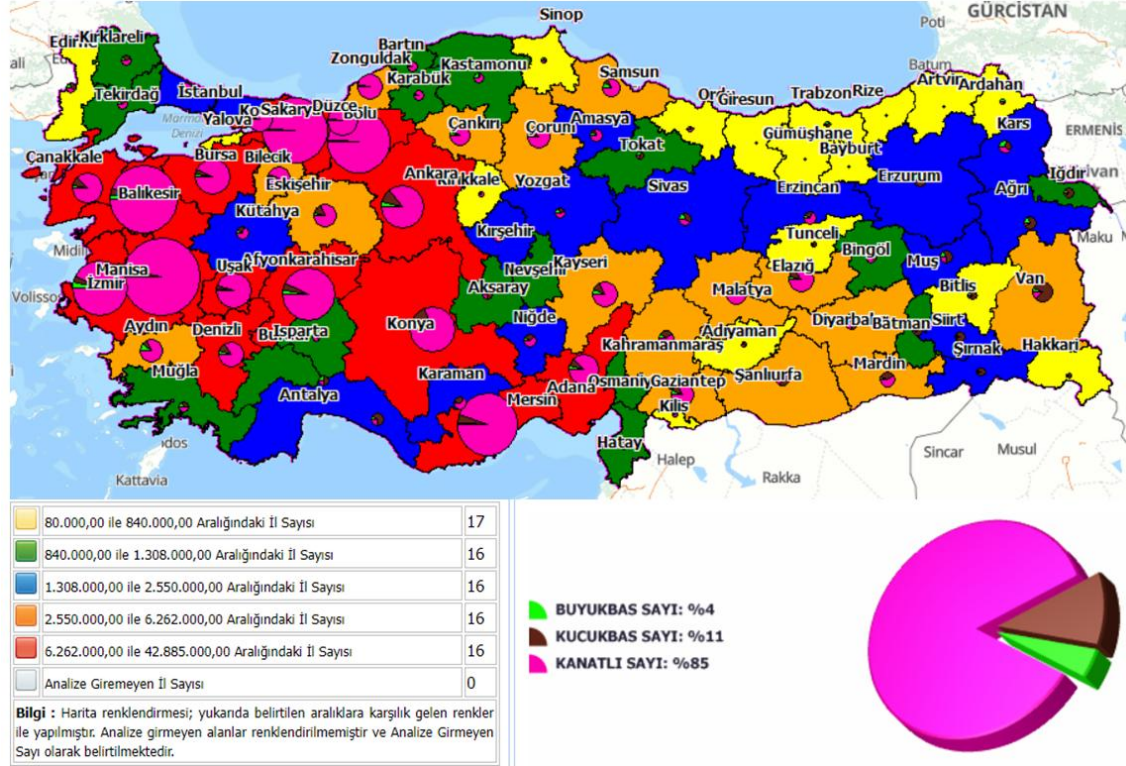 Sinop
GÜRCİSTAN
Poti
Kırklareli
Bartın
Zonguldak
Kastamonu
Batum
Karabük
Samsun
Artvin
Tekirdağ
İstanbul
Trabzon
Rize
Ardahan
Giresun
Düzce
Amasya
Kars
Yalova
Bolu
Çankırı
Çorum
Gümüşhane
ERMENİS
Tokat
Bayburt
Çanakkale
Bursa
Bilecik
Ankara
Iğdır
Eskişehir
Yozgat
Sivas
Erzincan
Erzurum
Ağrı
Balıkesir
Kütahya
Kırşehir
Tunceli
Maku
Midilli
Bingöl
Manisa
Uşak
Afyonkarahisar
Nevşehir
Kayseri
Elazığ
Muş
Van
Volissos
İzmir
Aksaray
Malatya
Bitlis
Aydın
Denizli
Isparta
Konya
Niğde
Adıyaman
Diyarbakır
Batman
Siirt
Kahramanmaraş
Şırnak
Hakkari
Muğla
Karaman
Mardin
Antalya
Adana
Osmaniye
Gaziantep
Şanlıurfa
Mersin
Kilis
Hatay
Halep
Sincar
Musul
Kattavia
Rakka
80.000,00 ile 840.000,00 Aralığındaki İl Sayısı 17
840.000,00 ile 1.308.000,00 Aralığındaki İl Sayısı 16
1.308.000,00 ile 2.550.000,00 Aralığındaki İl Sayısı 16
2.550.000,00 ile 6.262.000,00 Aralığındaki İl Sayısı 16
6.262.000,00 ile 42.885.000,00 Aralığındaki İl Sayısı 16
Analize Giremeyen İl Sayısı 0
Bilgi : Harita renklendirmesi; yukarıda belirtilen aralıklara karşılık gelen renkler
ile yapılmıştır. Analize girmeyen alanlar renklendirilmemiştir ve Analize Girmeyen
Sayı olarak belirtilmektedir.
BUYUKBAS SAYI: %4
KUCUKBAS SAYI: %11
KANATLI SAYI: %85